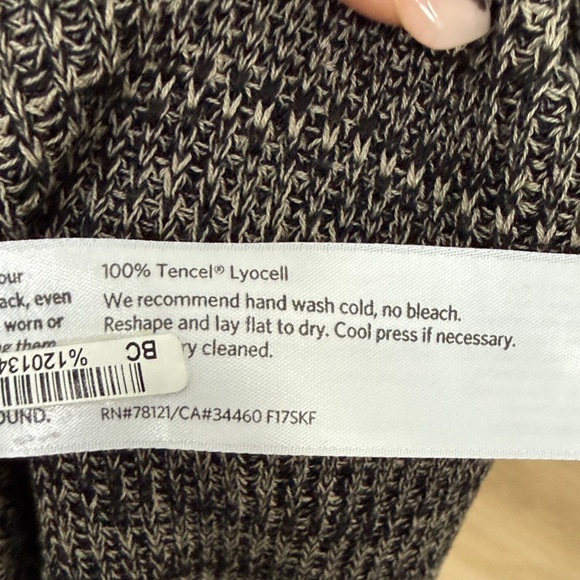 our
ack, even
worn or
g them
OUND.
100% Tencel® Lyocell
We recommend hand wash cold, no bleach.
Reshape and lay flat to dry. Cool press if necessary.
ry cleaned.
RN#78121/CA#34460 F17SKF
BC
%120134